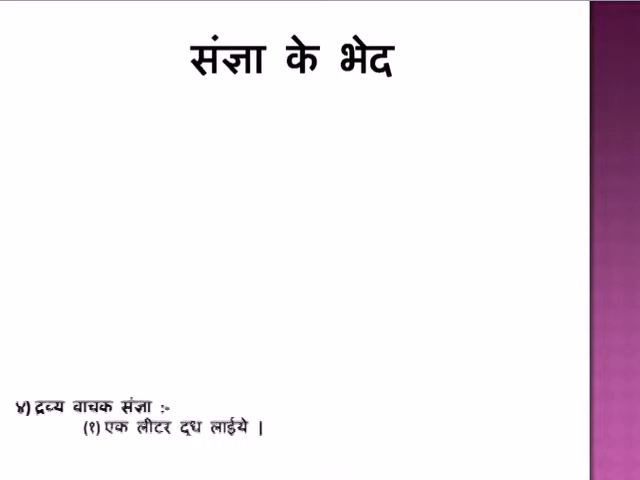 संज्ञा के भेद
४) द्रव्य वाचक संज्ञा :-
(१) एक लीटर दूध लाईये |